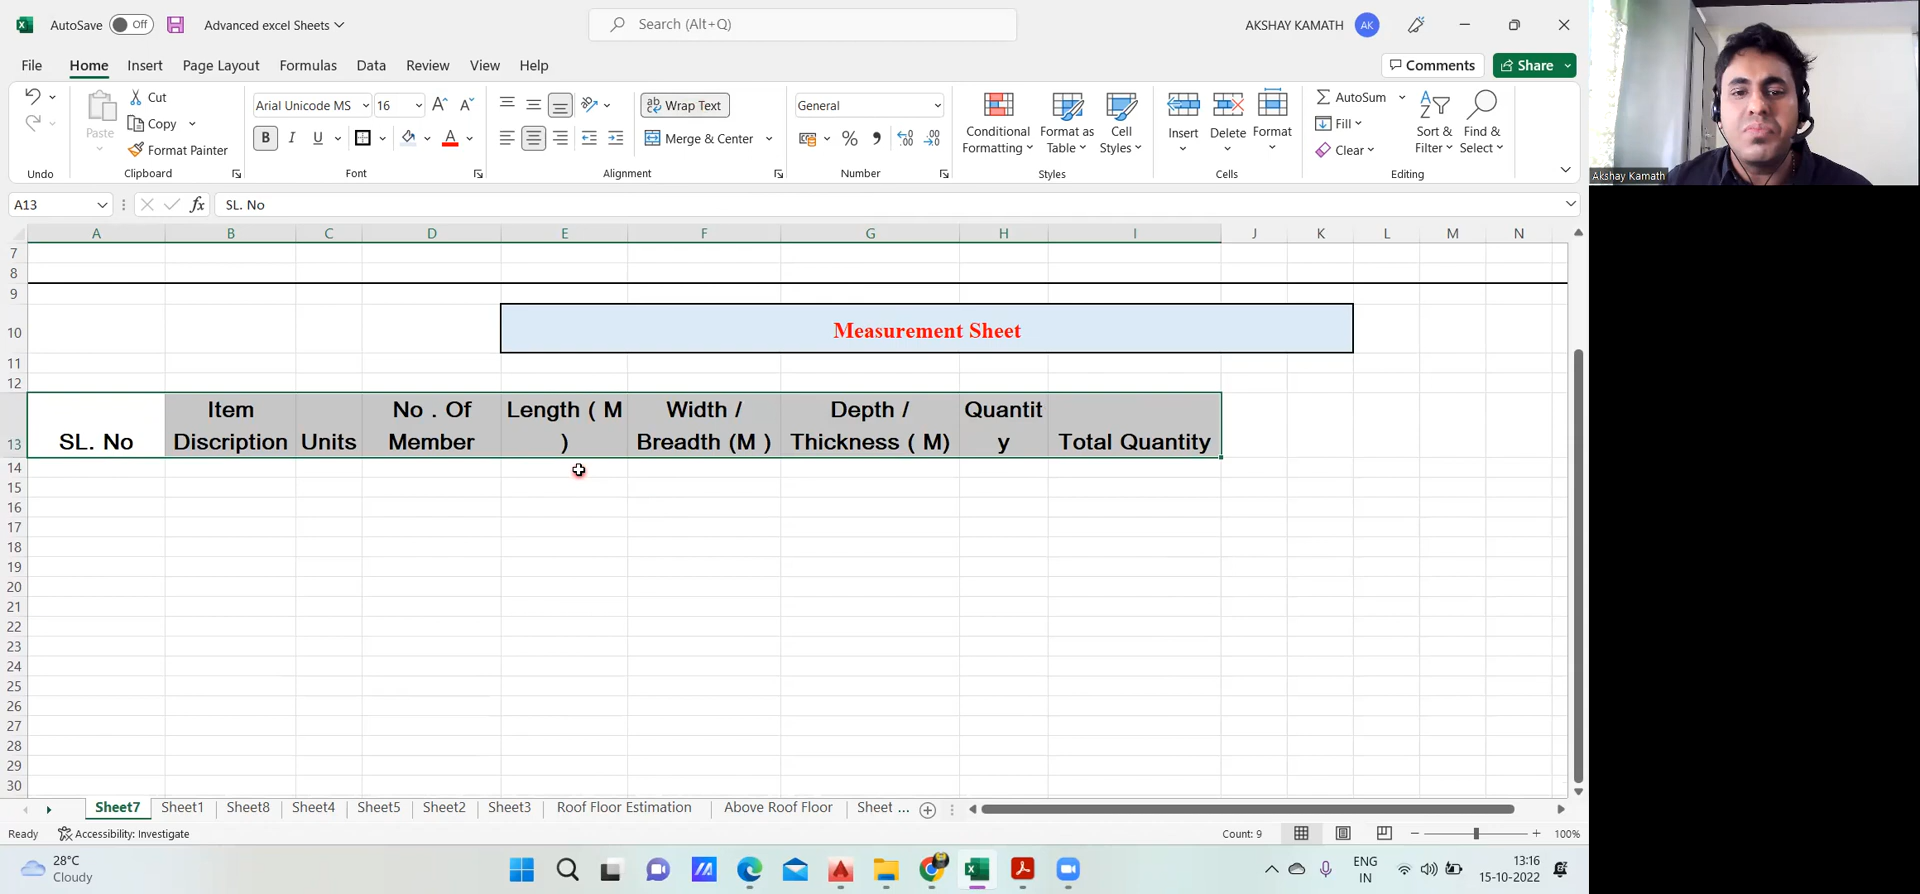 AutoSave Off Advanced excel Sheets Search (Alt+Q) AKSHAY KAMATH AK
File Home Insert Page Layout Formulas Data Review View Help Comments Share
Cut
Copy
Format Painter
Paste
Undo Clipboard
Arial Unicode MS 16
B I U
Font
Wrap Text
Merge & Center
Alignment
General
Number
Conditional Formatting
Format as Table
Cell Styles
Styles
Insert Delete Format
Cells
AutoSum
Fill
Clear
Sort & Filter
Find & Select
Editing
Akshay Kamath
A13 fx SL. No
A B C D E F G H I J K L M N
7
8
9
10 Measurement Sheet
11
12
13 SL. No Item Discription Units No . Of Member Length ( M ) Width / Breadth (M ) Depth / Thickness ( M) Quantity Total Quantity
14
15
16
17
18
19
20
21
22
23
24
25
26
27
28
29
30
Sheet7 Sheet1 Sheet8 Sheet4 Sheet5 Sheet2 Sheet3 Roof Floor Estimation Above Roof Floor Sheet ...
Ready Accessibility: Investigate Count: 9 100%
28°C
Cloudy
ENG
IN
13:16
15-10-2022